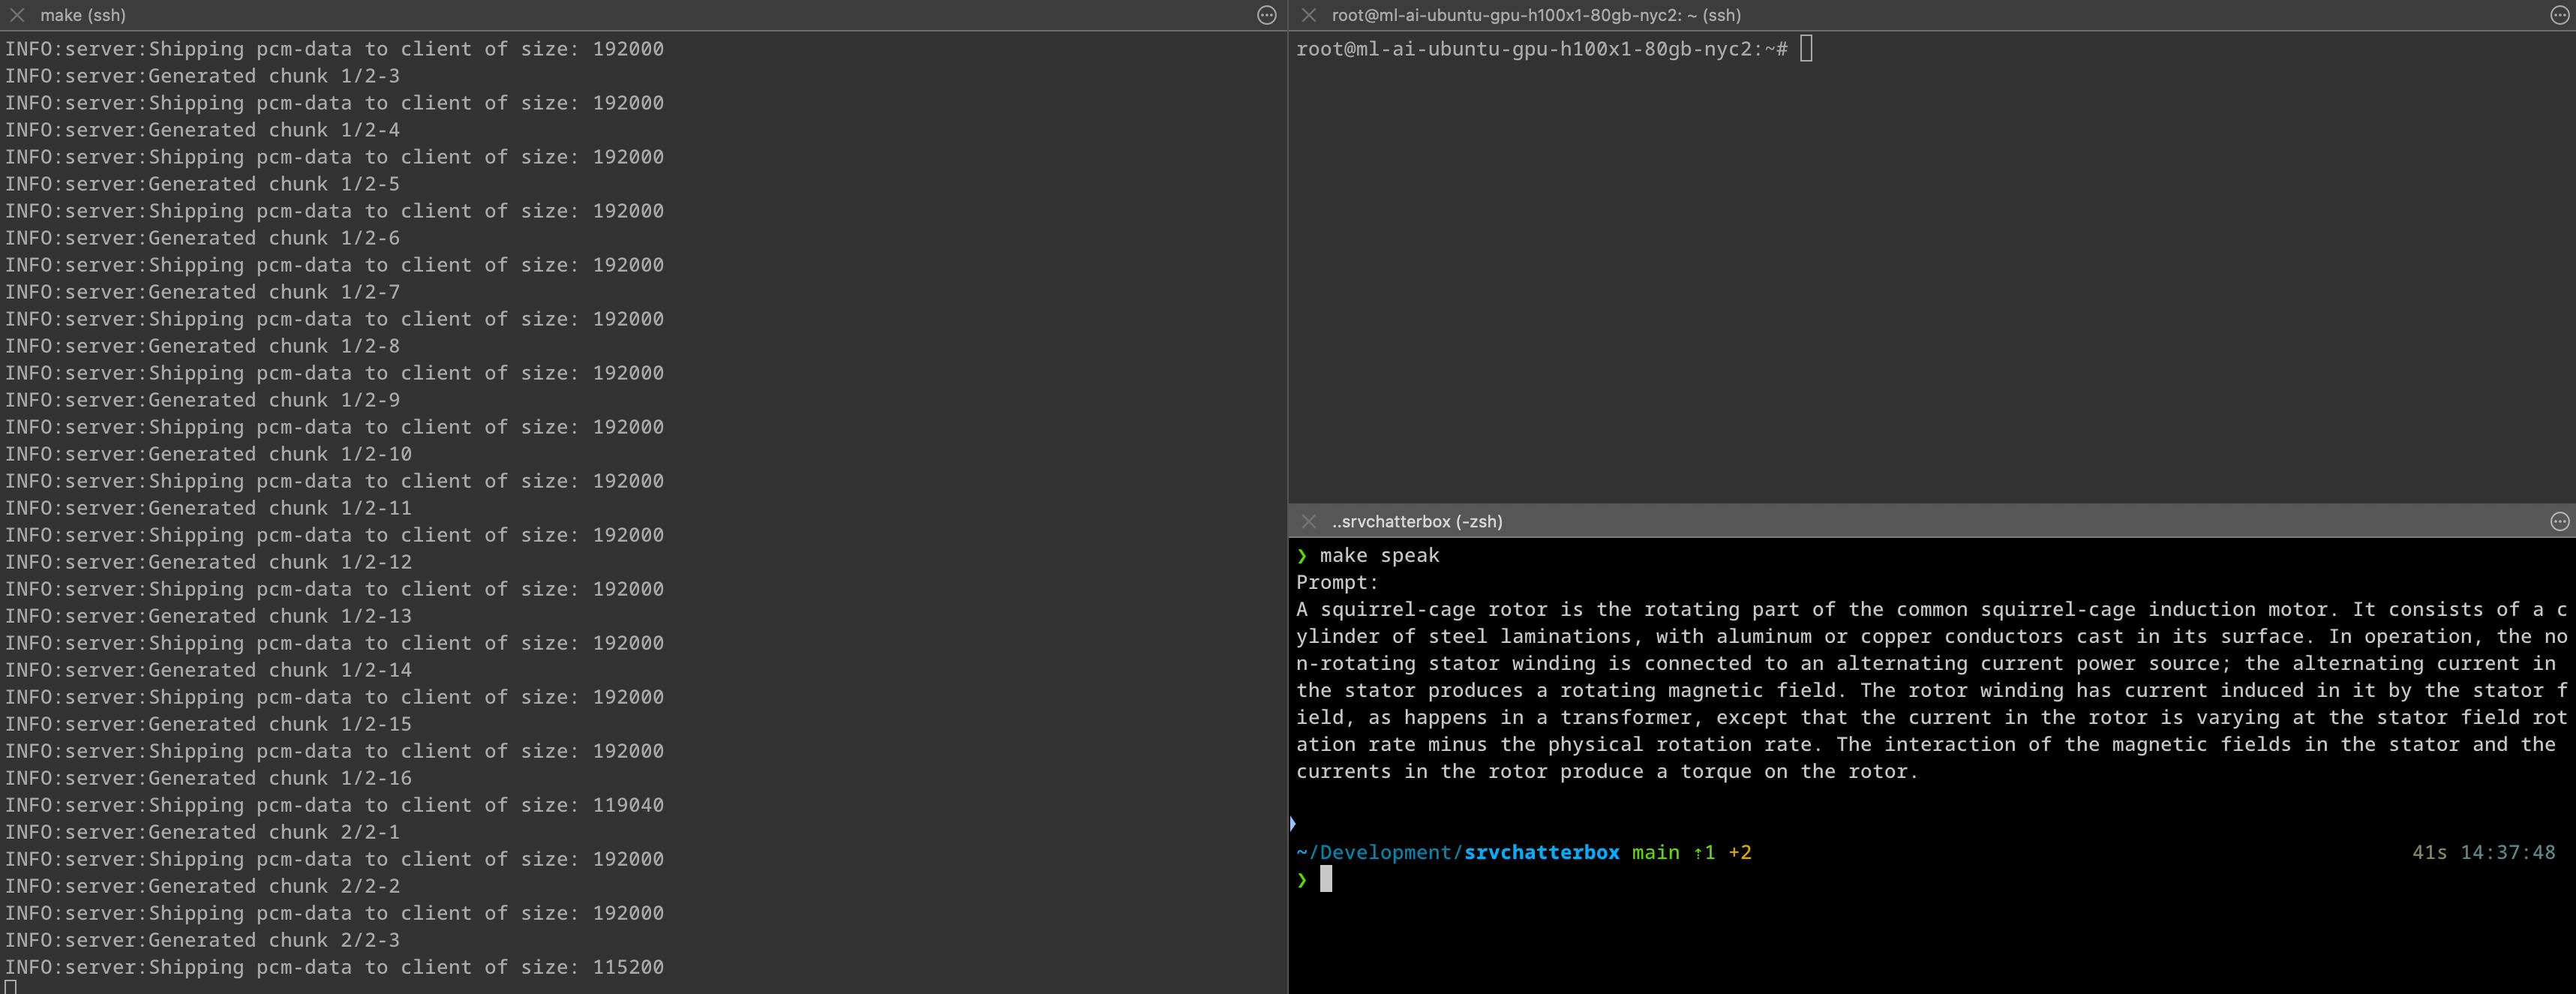 make (ssh)
INFO:server:Shipping pcm-data to client of size: 192000
INFO:server:Generated chunk 1/2-3
INFO:server:Shipping pcm-data to client of size: 192000
INFO:server:Generated chunk 1/2-4
INFO:server:Shipping pcm-data to client of size: 192000
INFO:server:Generated chunk 1/2-5
INFO:server:Shipping pcm-data to client of size: 192000
INFO:server:Generated chunk 1/2-6
INFO:server:Shipping pcm-data to client of size: 192000
INFO:server:Generated chunk 1/2-7
INFO:server:Shipping pcm-data to client of size: 192000
INFO:server:Generated chunk 1/2-8
INFO:server:Shipping pcm-data to client of size: 192000
INFO:server:Generated chunk 1/2-9
INFO:server:Shipping pcm-data to client of size: 192000
INFO:server:Generated chunk 1/2-10
INFO:server:Shipping pcm-data to client of size: 192000
INFO:server:Generated chunk 1/2-11
INFO:server:Shipping pcm-data to client of size: 192000
INFO:server:Generated chunk 1/2-12
INFO:server:Shipping pcm-data to client of size: 192000
INFO:server:Generated chunk 1/2-13
INFO:server:Shipping pcm-data to client of size: 192000
INFO:server:Generated chunk 1/2-14
INFO:server:Shipping pcm-data to client of size: 192000
INFO:server:Generated chunk 1/2-15
INFO:server:Shipping pcm-data to client of size: 192000
INFO:server:Generated chunk 1/2-16
INFO:server:Shipping pcm-data to client of size: 119040
INFO:server:Generated chunk 2/2-1
INFO:server:Shipping pcm-data to client of size: 192000
INFO:server:Generated chunk 2/2-2
INFO:server:Shipping pcm-data to client of size: 192000
INFO:server:Generated chunk 2/2-3
INFO:server:Shipping pcm-data to client of size: 115200
root@ml-ai-ubuntu-gpu-h100x1-80gb-nyc2: ~ (ssh)
root@ml-ai-ubuntu-gpu-h100x1-80gb-nyc2:~#
..srvchatterbox (-zsh)
❯ make speak
Prompt:
A squirrel-cage rotor is the rotating part of the common squirrel-cage induction motor. It consists of a c
ylinder of steel laminations, with aluminum or copper conductors cast in its surface. In operation, the no
n-rotating stator winding is connected to an alternating current power source; the alternating current in
the stator produces a rotating magnetic field. The rotor winding has current induced in it by the stator f
ield, as happens in a transformer, except that the current in the rotor is varying at the stator field rot
ation rate minus the physical rotation rate. The interaction of the magnetic fields in the stator and the
currents in the rotor produce a torque on the rotor.
~/Development/srvchatterbox main ⇡1 +2 41s 14:37:48
❯